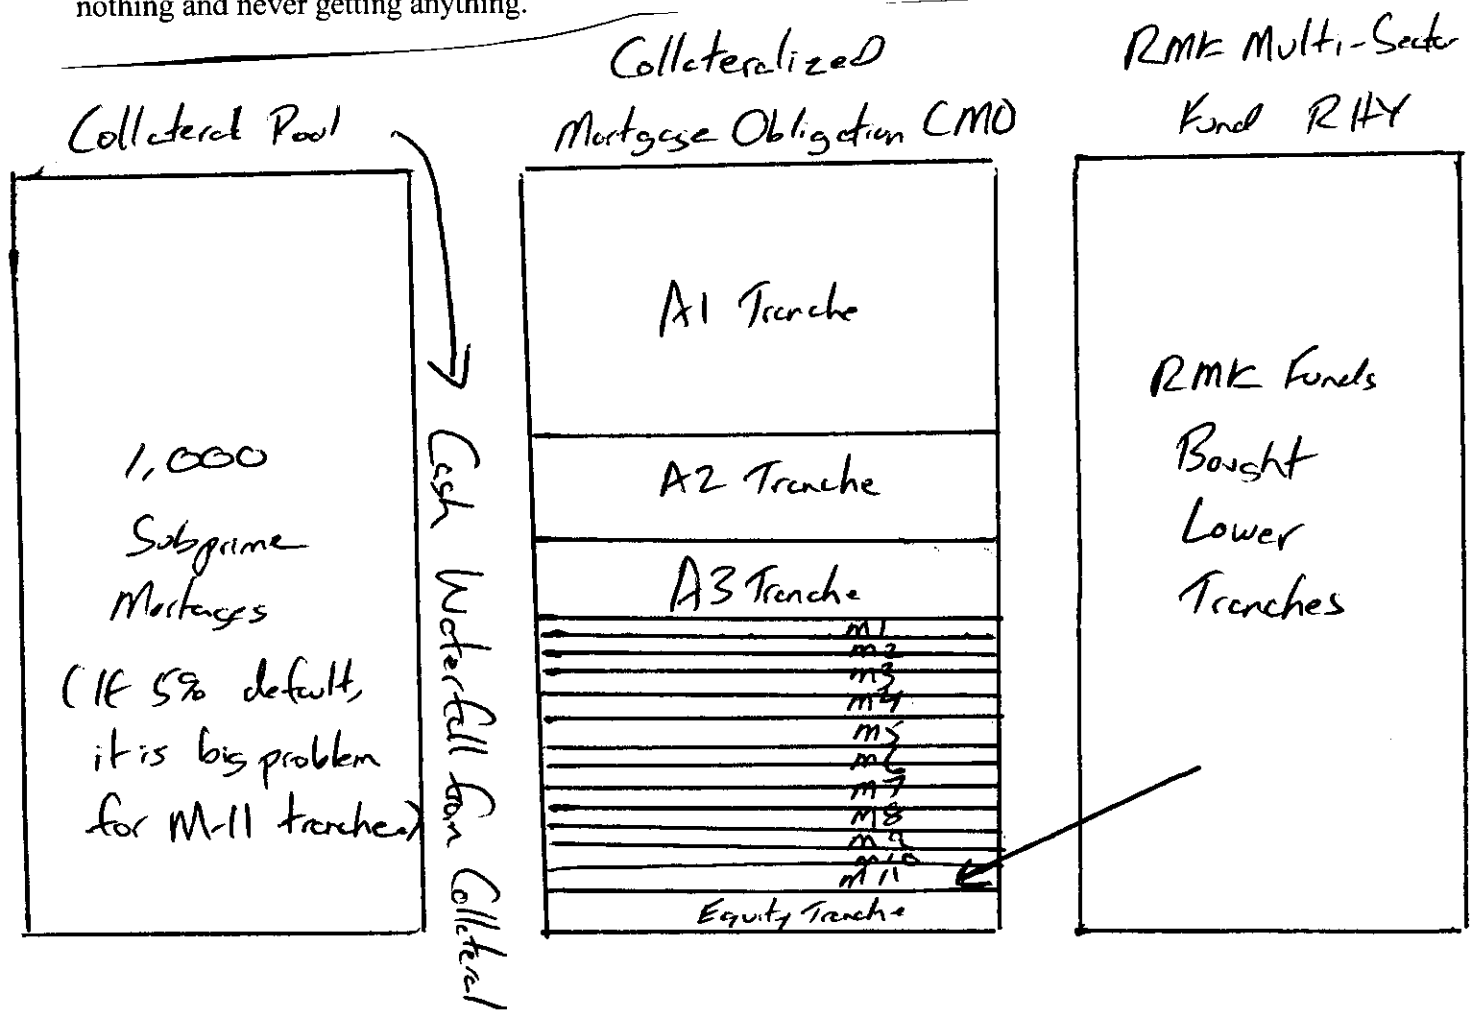 nothing and never getting anything.
Collateral Pool
1,000
Subprime
Mortages
(If 5% default,
it is big problem
for M-11 tranches)
Cash Waterfall from Collateral
Collateralized
Mortgage Obligation CMO
A1 Tranche
A2 Tranche
A3 Tranche
M1
M2
M3
M4
M5
M6
M7
M8
M9
M10
M11
Equity Tranche
RMK Multi-Sector
Fund RHY
RMK Funds
Bought
Lower
Tranches